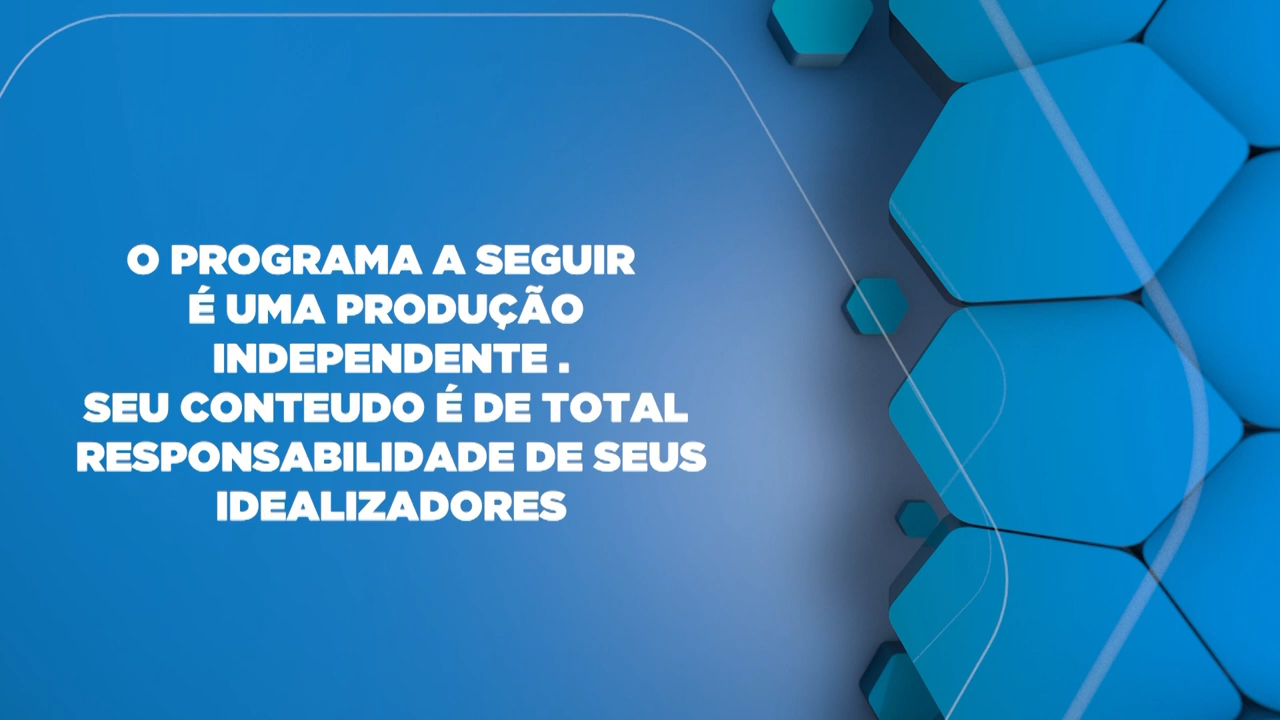 O PROGRAMA A SEGUIR
É UMA PRODUÇÃO
INDEPENDENTE .
SEU CONTEUDO É DE TOTAL
RESPONSABILIDADE DE SEUS
IDEALIZADORES